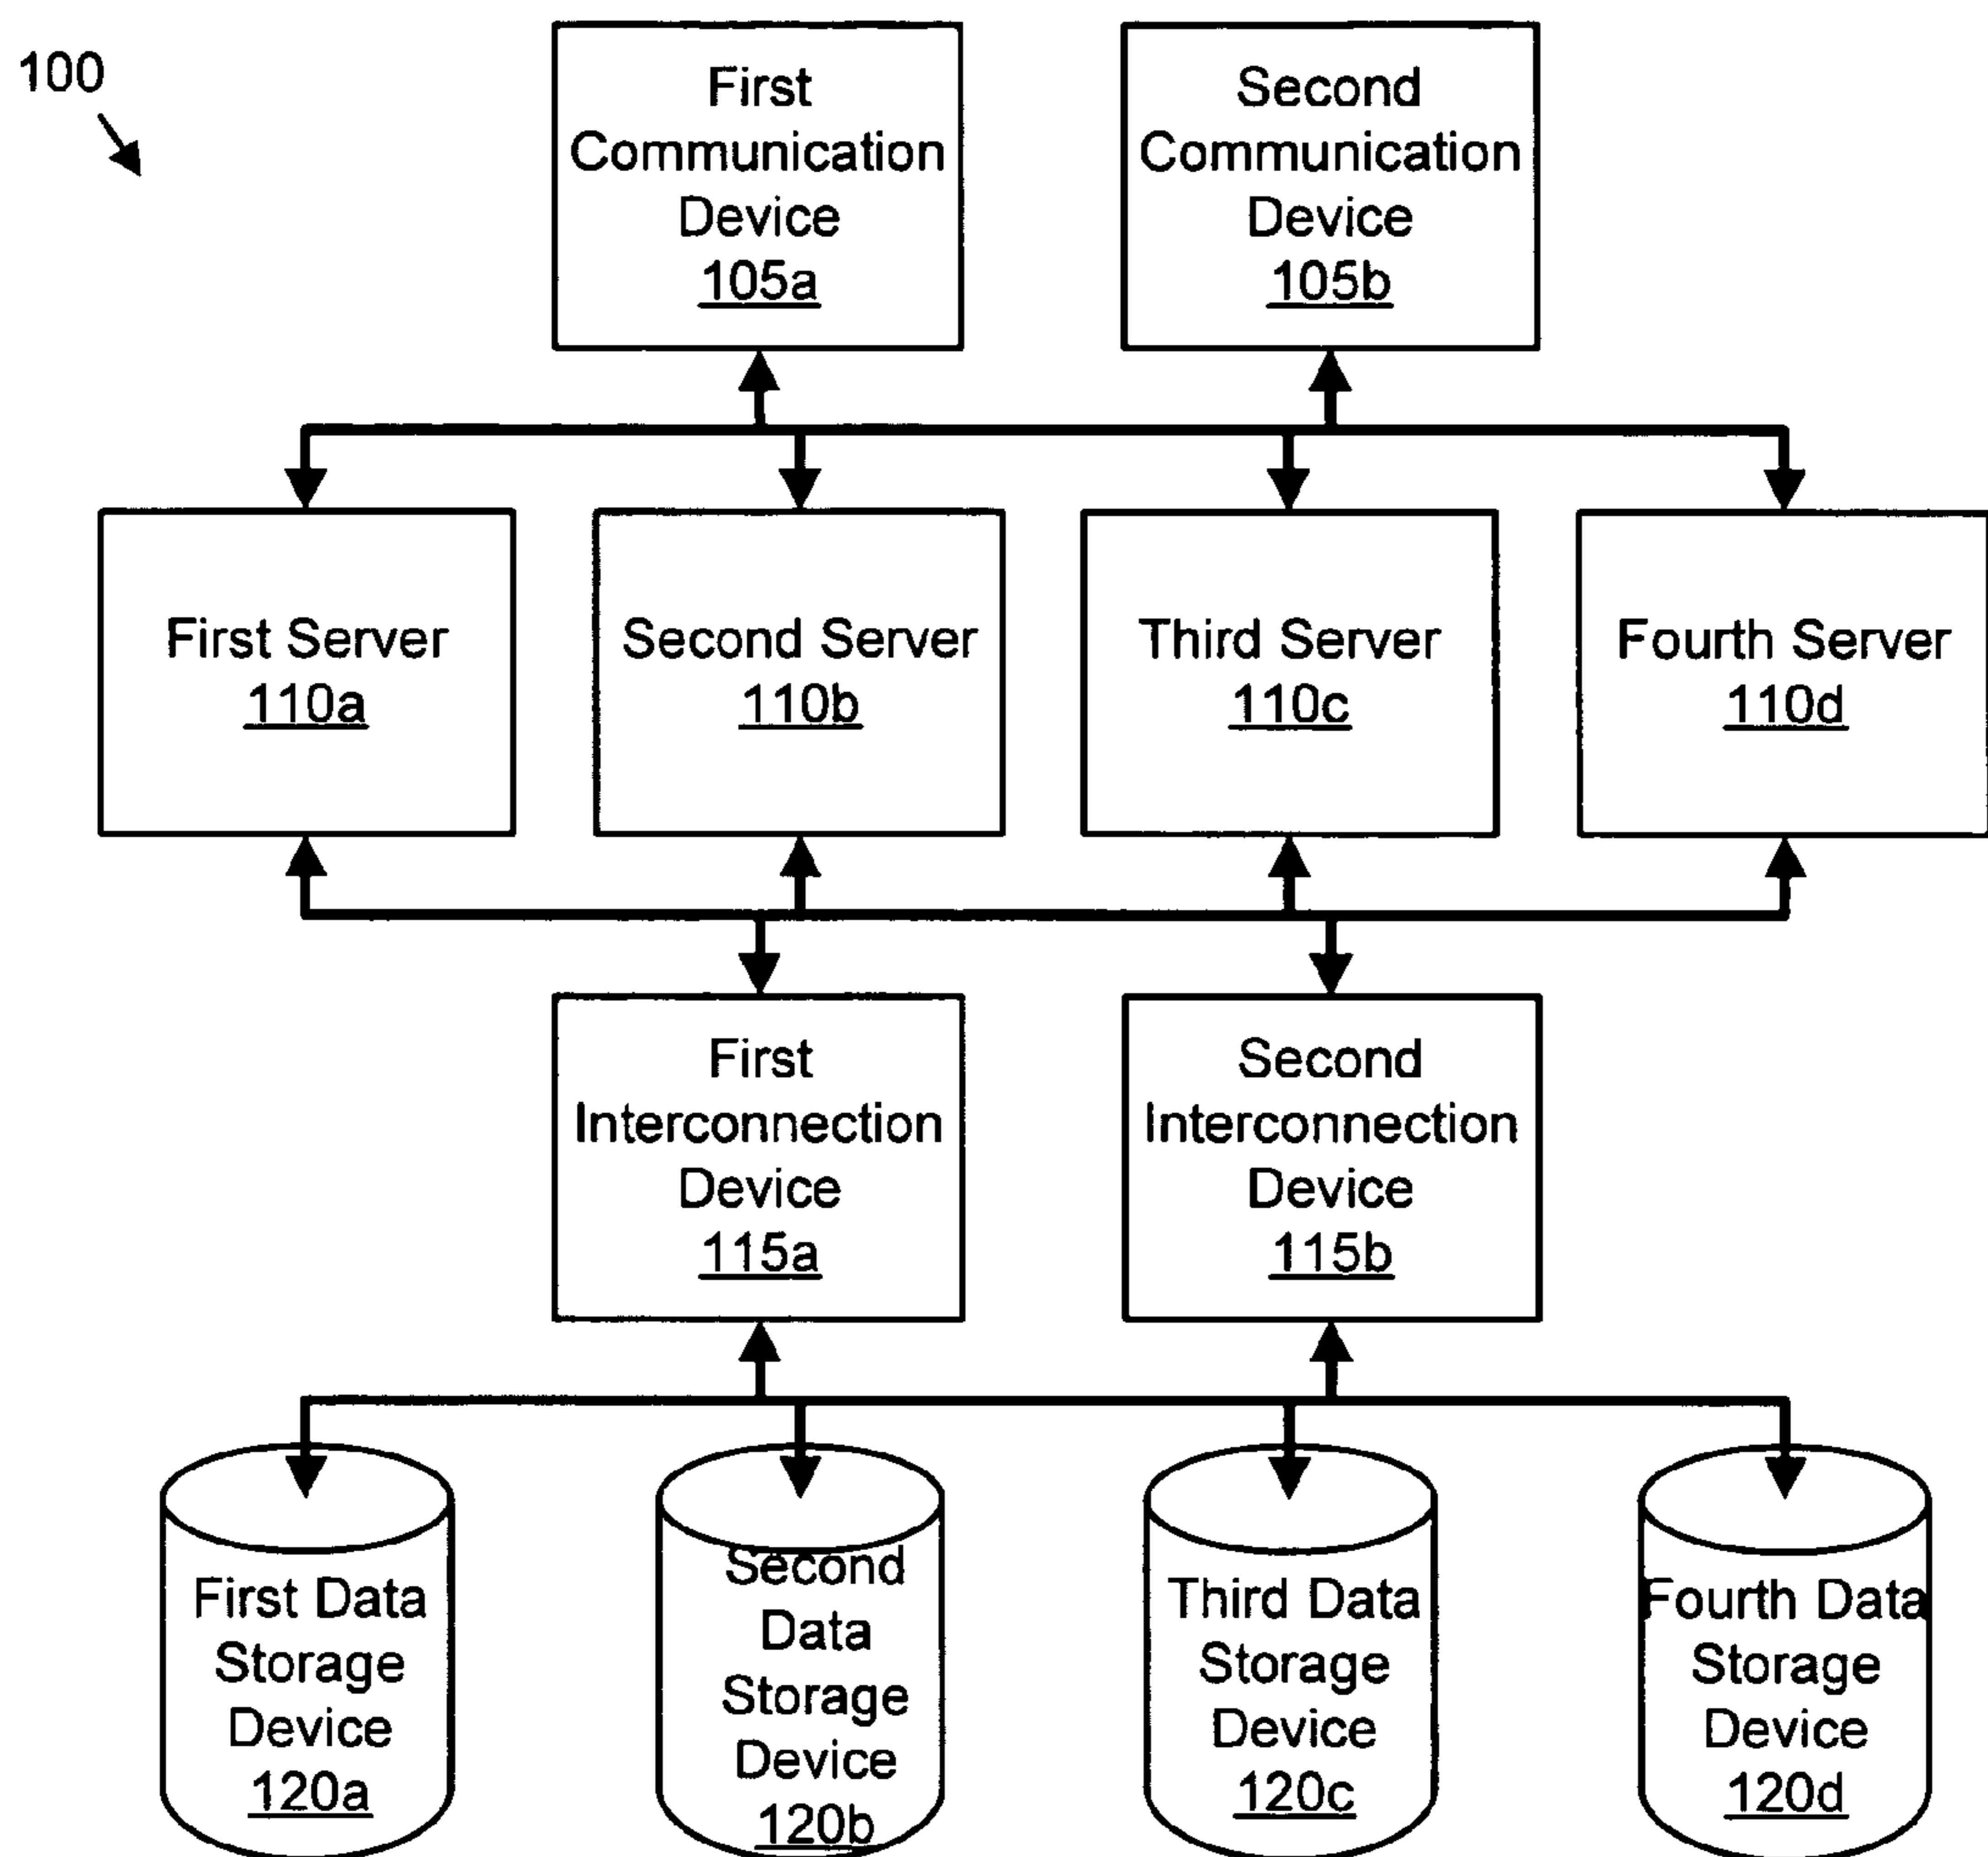 100
First
Communication
Device
105a
Second
Communication
Device
105b
First Server
110a
Second Server
110b
Third Server
110c
Fourth Server
110d
First
Interconnection
Device
115a
Second
Interconnection
Device
115b
First Data
Storage
Device
120a
Second
Data
Storage
Device
120b
Third Data
Storage
Device
120c
Fourth Data
Storage
Device
120d